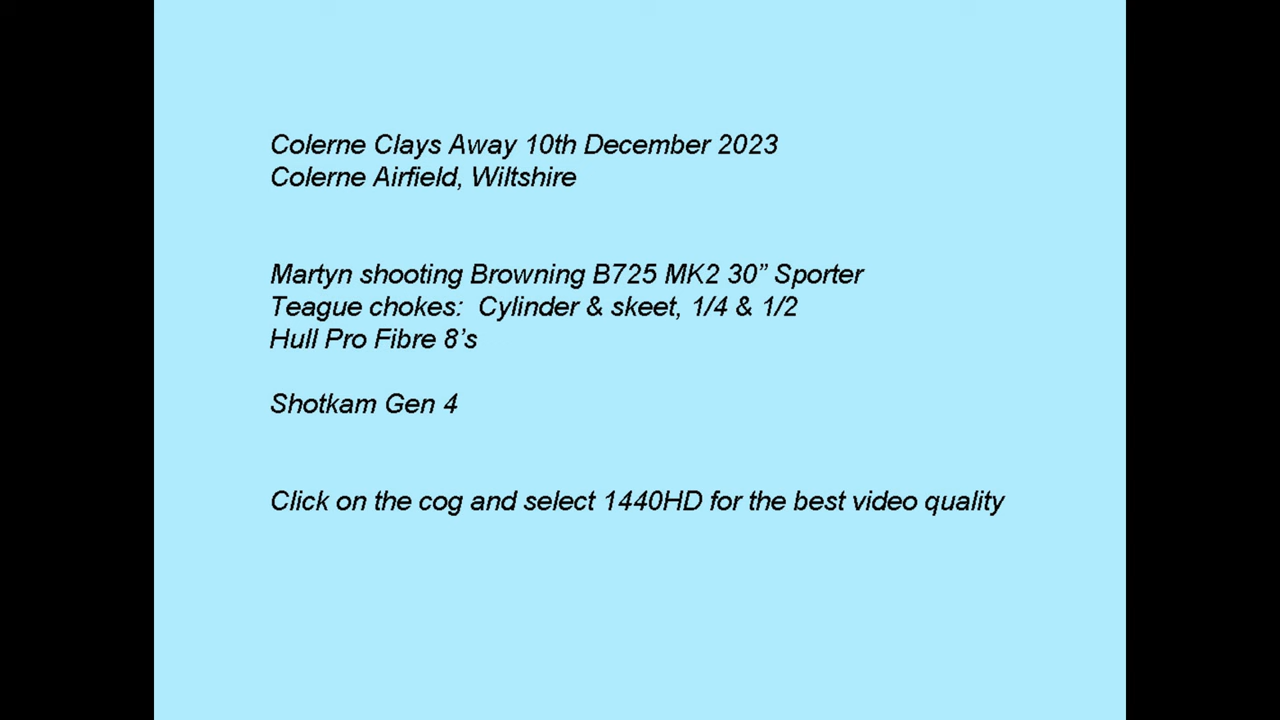 Colerne Clays Away 10th December 2023
Colerne Airfield, Wiltshire
Martyn shooting Browning B725 MK2 30” Sporter
Teague chokes:  Cylinder & skeet, 1/4 & 1/2
Hull Pro Fibre 8’s
Shotkam Gen 4
Click on the cog and select 1440HD for the best video quality